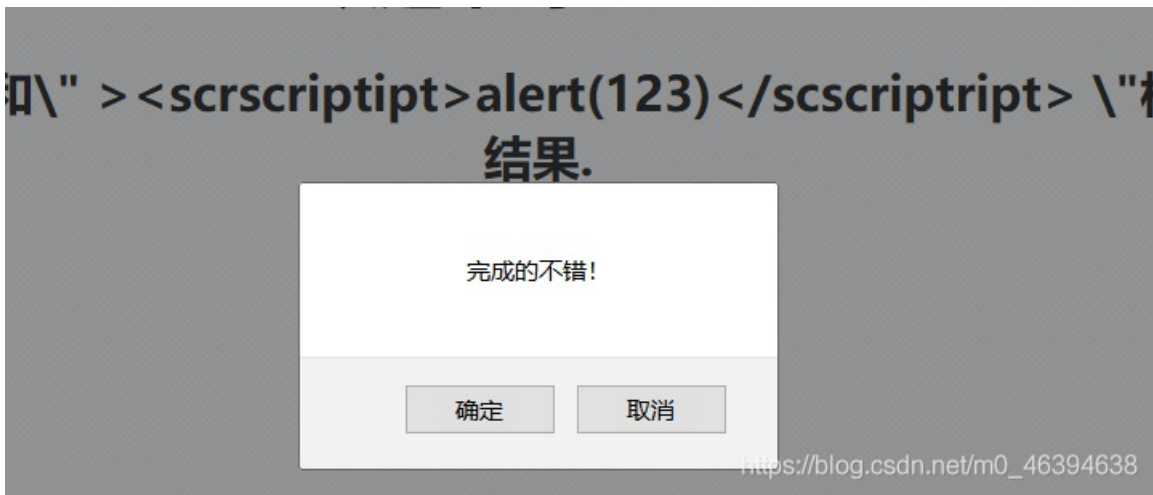 和\" ><scrscriptipt>alert(123)</scscriptript> \"
结果.
完成的不错!
确定 取消
https://blog.csdn.net/m0_46394638